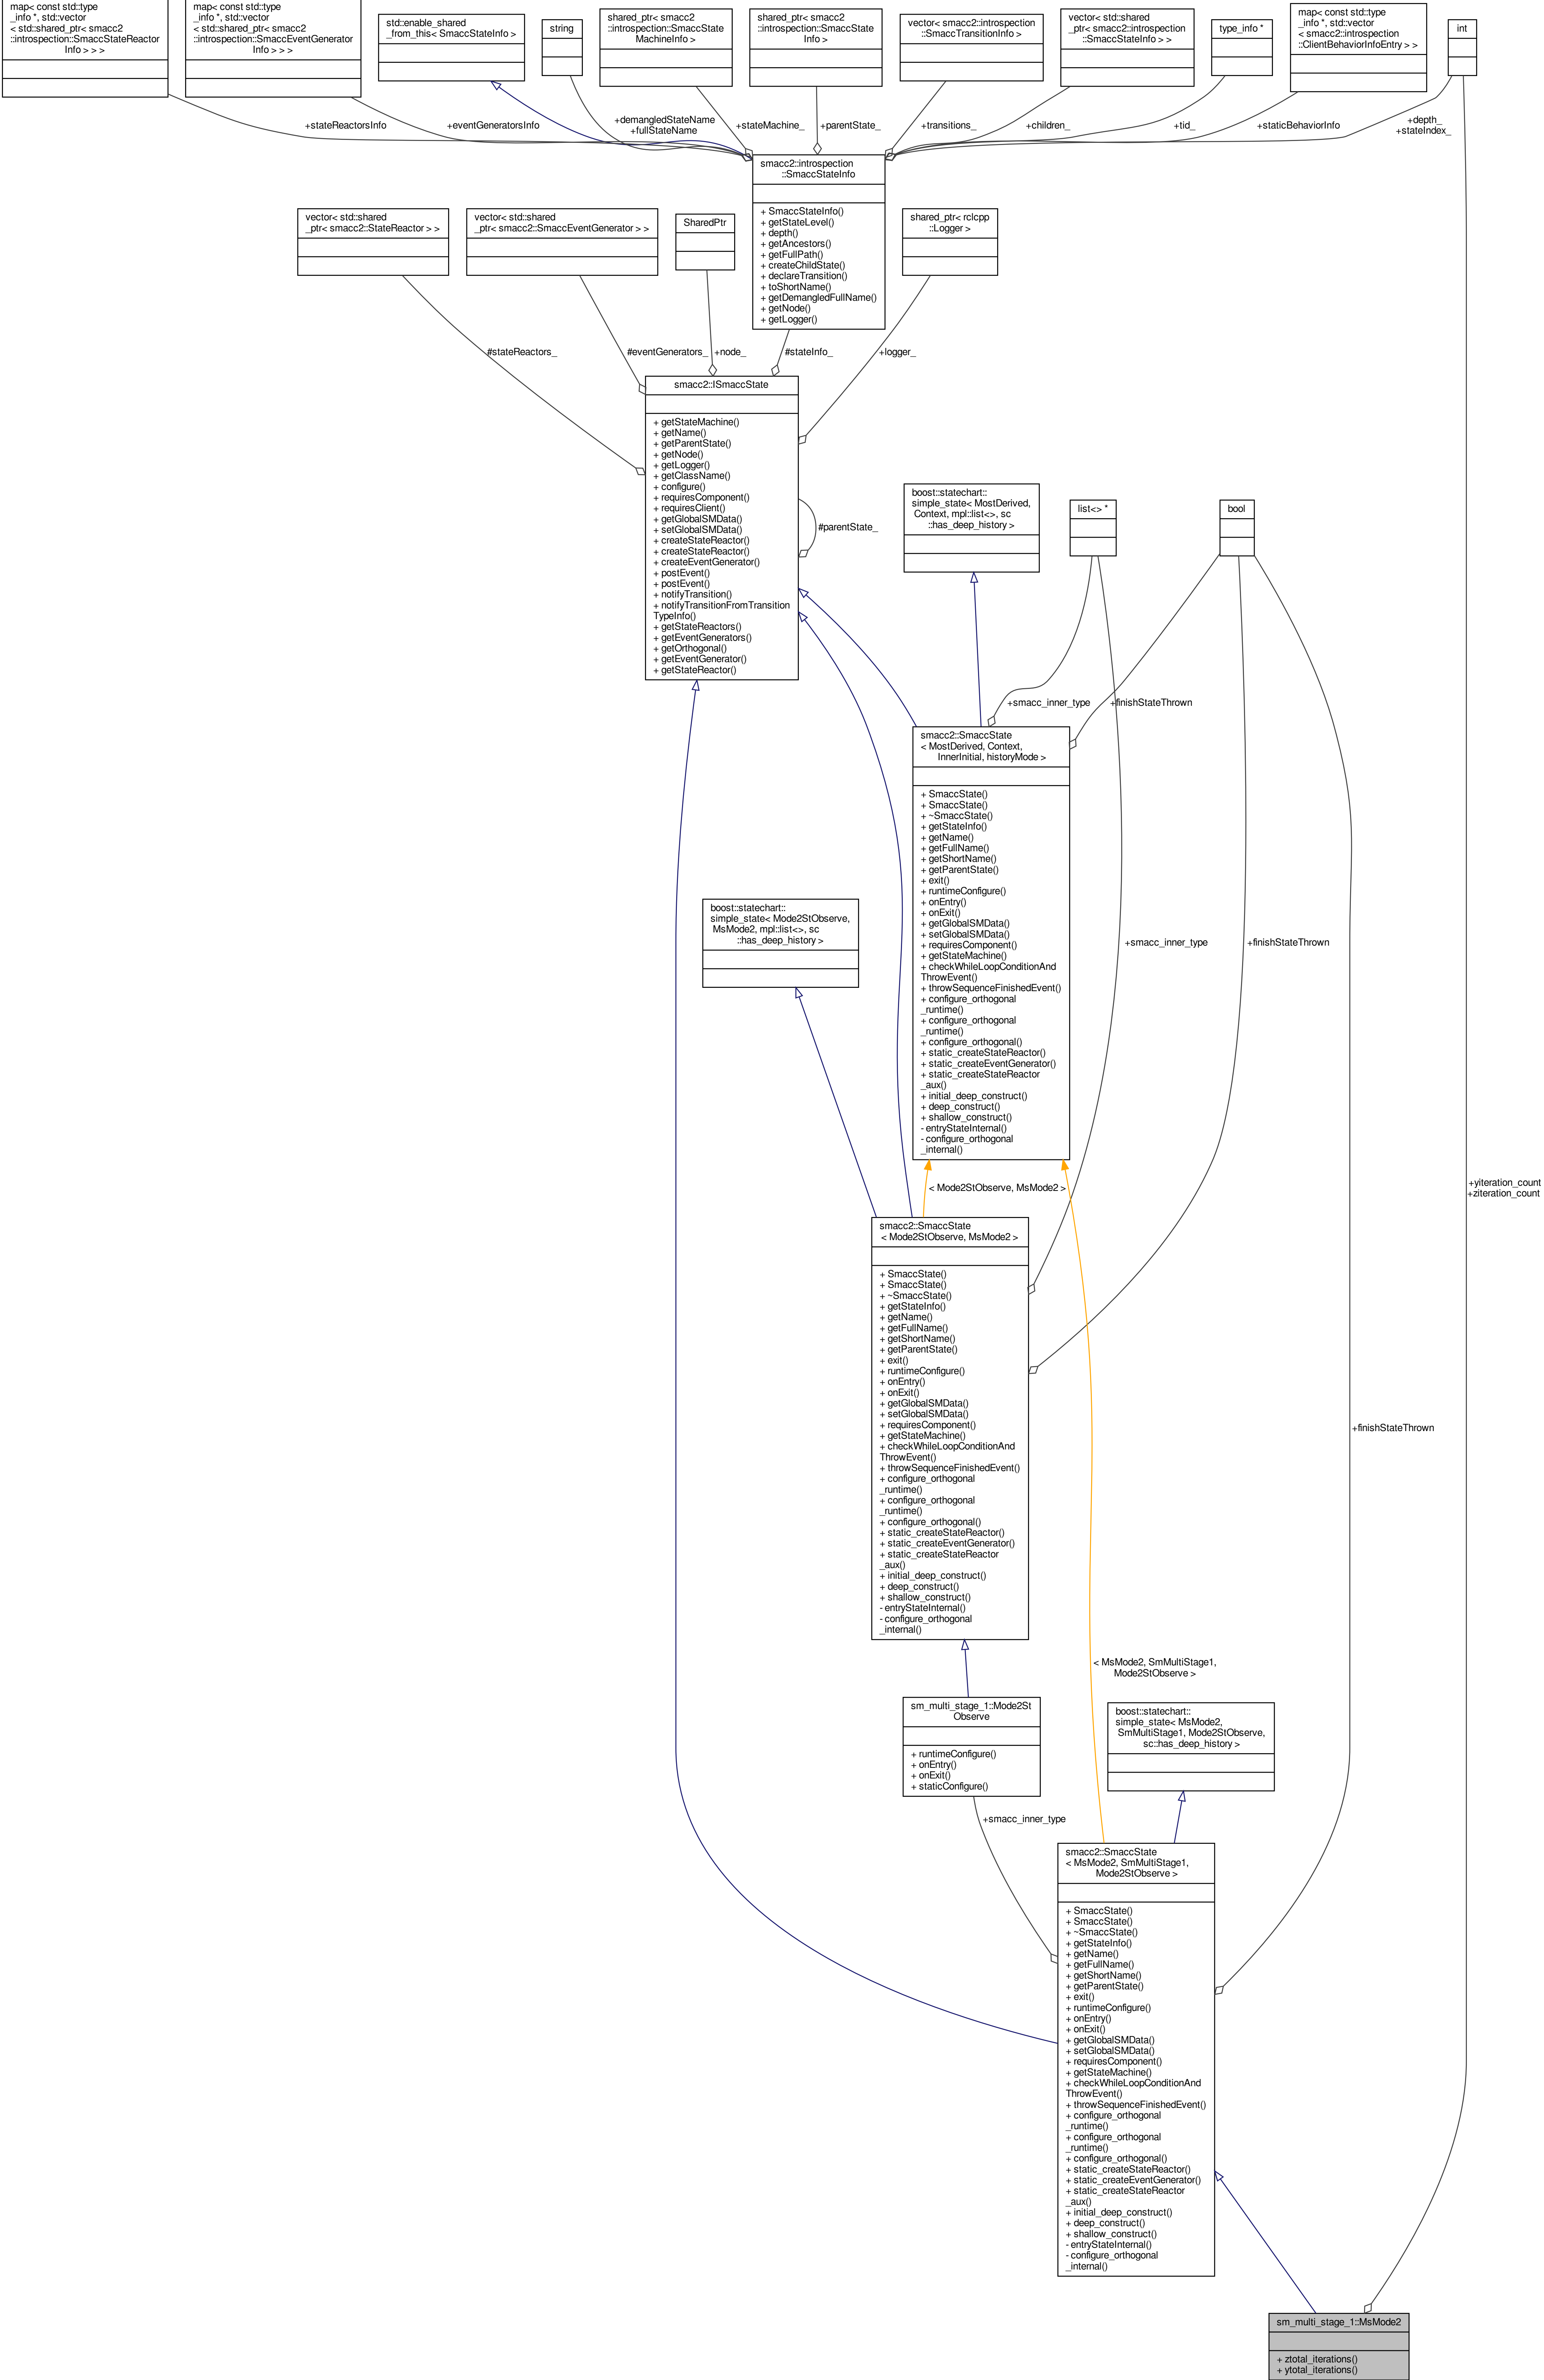 map< const std::type
_info *, std::vector
< std::shared_ptr< smacc2
::introspection::SmaccStateReactor
Info > > >
map< const std::type
_info *, std::vector
< std::shared_ptr< smacc2
::introspection::SmaccEventGenerator
Info > > >
std::enable_shared
_from_this< SmaccStateInfo >
string
shared_ptr< smacc2
::introspection::SmaccState
MachineInfo >
shared_ptr< smacc2
::introspection::SmaccState
Info >
vector< smacc2::introspection
::SmaccTransitionInfo >
vector< std::shared
_ptr< smacc2::introspection
::SmaccStateInfo > >
type_info *
map< const std::type
_info *, std::vector
< smacc2::introspection
::ClientBehaviorInfoEntry > >
int
+stateReactorsInfo
+eventGeneratorsInfo
+demangledStateName
+fullStateName
+stateMachine_
+parentState_
+transitions_
+children_
+tid_
+staticBehaviorInfo
+depth_
+stateIndex_
smacc2::introspection
::SmaccStateInfo
+ SmaccStateInfo()
+ getStateLevel()
+ depth()
+ getAncestors()
+ getFullPath()
+ createChildState()
+ declareTransition()
+ toShortName()
+ getDemangledFullName()
+ getNode()
+ getLogger()
vector< std::shared
_ptr< smacc2::StateReactor > >
vector< std::shared
_ptr< smacc2::SmaccEventGenerator > >
SharedPtr
shared_ptr< rclcpp
::Logger >
#stateReactors_
#eventGenerators_
+node_
#stateInfo_
+logger_
smacc2::ISmaccState
+ getStateMachine()
+ getName()
+ getParentState()
+ getNode()
+ getLogger()
+ getClassName()
+ configure()
+ requiresComponent()
+ requiresClient()
+ getGlobalSMData()
+ setGlobalSMData()
+ createStateReactor()
+ createStateReactor()
+ createEventGenerator()
+ postEvent()
+ postEvent()
+ notifyTransition()
+ notifyTransitionFromTransition
TypeInfo()
+ getStateReactors()
+ getEventGenerators()
+ getOrthogonal()
+ getEventGenerator()
+ getStateReactor()
#parentState_
boost::statechart::
simple_state< MostDerived,
Context, mpl::list<>, sc
::has_deep_history >
list<> *
bool
+smacc_inner_type
+finishStateThrown
smacc2::SmaccState
< MostDerived, Context,
InnerInitial, historyMode >
+ SmaccState()
+ SmaccState()
+ ~SmaccState()
+ getStateInfo()
+ getName()
+ getFullName()
+ getShortName()
+ getParentState()
+ exit()
+ runtimeConfigure()
+ onEntry()
+ onExit()
+ getGlobalSMData()
+ setGlobalSMData()
+ requiresComponent()
+ getStateMachine()
+ checkWhileLoopConditionAnd
ThrowEvent()
+ throwSequenceFinishedEvent()
+ configure_orthogonal
_runtime()
+ configure_orthogonal
_runtime()
+ configure_orthogonal()
+ static_createStateReactor()
+ static_createEventGenerator()
+ static_createStateReactor
_aux()
+ initial_deep_construct()
+ deep_construct()
+ shallow_construct()
- entryStateInternal()
- configure_orthogonal
_internal()
boost::statechart::
simple_state< Mode2StObserve,
MsMode2, mpl::list<>, sc
::has_deep_history >
+smacc_inner_type
+finishStateThrown
< Mode2StObserve, MsMode2 >
+yiteration_count
+ziteration_count
smacc2::SmaccState
< Mode2StObserve, MsMode2 >
+ SmaccState()
+ SmaccState()
+ ~SmaccState()
+ getStateInfo()
+ getName()
+ getFullName()
+ getShortName()
+ getParentState()
+ exit()
+ runtimeConfigure()
+ onEntry()
+ onExit()
+ getGlobalSMData()
+ setGlobalSMData()
+ requiresComponent()
+ getStateMachine()
+ checkWhileLoopConditionAnd
ThrowEvent()
+ throwSequenceFinishedEvent()
+ configure_orthogonal
_runtime()
+ configure_orthogonal
_runtime()
+ configure_orthogonal()
+ static_createStateReactor()
+ static_createEventGenerator()
+ static_createStateReactor
_aux()
+ initial_deep_construct()
+ deep_construct()
+ shallow_construct()
- entryStateInternal()
- configure_orthogonal
_internal()
+finishStateThrown
< MsMode2, SmMultiStage1,
Mode2StObserve >
sm_multi_stage_1::Mode2St
Observe
+ runtimeConfigure()
+ onEntry()
+ onExit()
+ staticConfigure()
boost::statechart::
simple_state< MsMode2,
SmMultiStage1, Mode2StObserve,
sc::has_deep_history >
+smacc_inner_type
smacc2::SmaccState
< MsMode2, SmMultiStage1,
Mode2StObserve >
+ SmaccState()
+ SmaccState()
+ ~SmaccState()
+ getStateInfo()
+ getName()
+ getFullName()
+ getShortName()
+ getParentState()
+ exit()
+ runtimeConfigure()
+ onEntry()
+ onExit()
+ getGlobalSMData()
+ setGlobalSMData()
+ requiresComponent()
+ getStateMachine()
+ checkWhileLoopConditionAnd
ThrowEvent()
+ throwSequenceFinishedEvent()
+ configure_orthogonal
_runtime()
+ configure_orthogonal
_runtime()
+ configure_orthogonal()
+ static_createStateReactor()
+ static_createEventGenerator()
+ static_createStateReactor
_aux()
+ initial_deep_construct()
+ deep_construct()
+ shallow_construct()
- entryStateInternal()
- configure_orthogonal
_internal()
sm_multi_stage_1::MsMode2
+ ztotal_iterations()
+ ytotal_iterations()